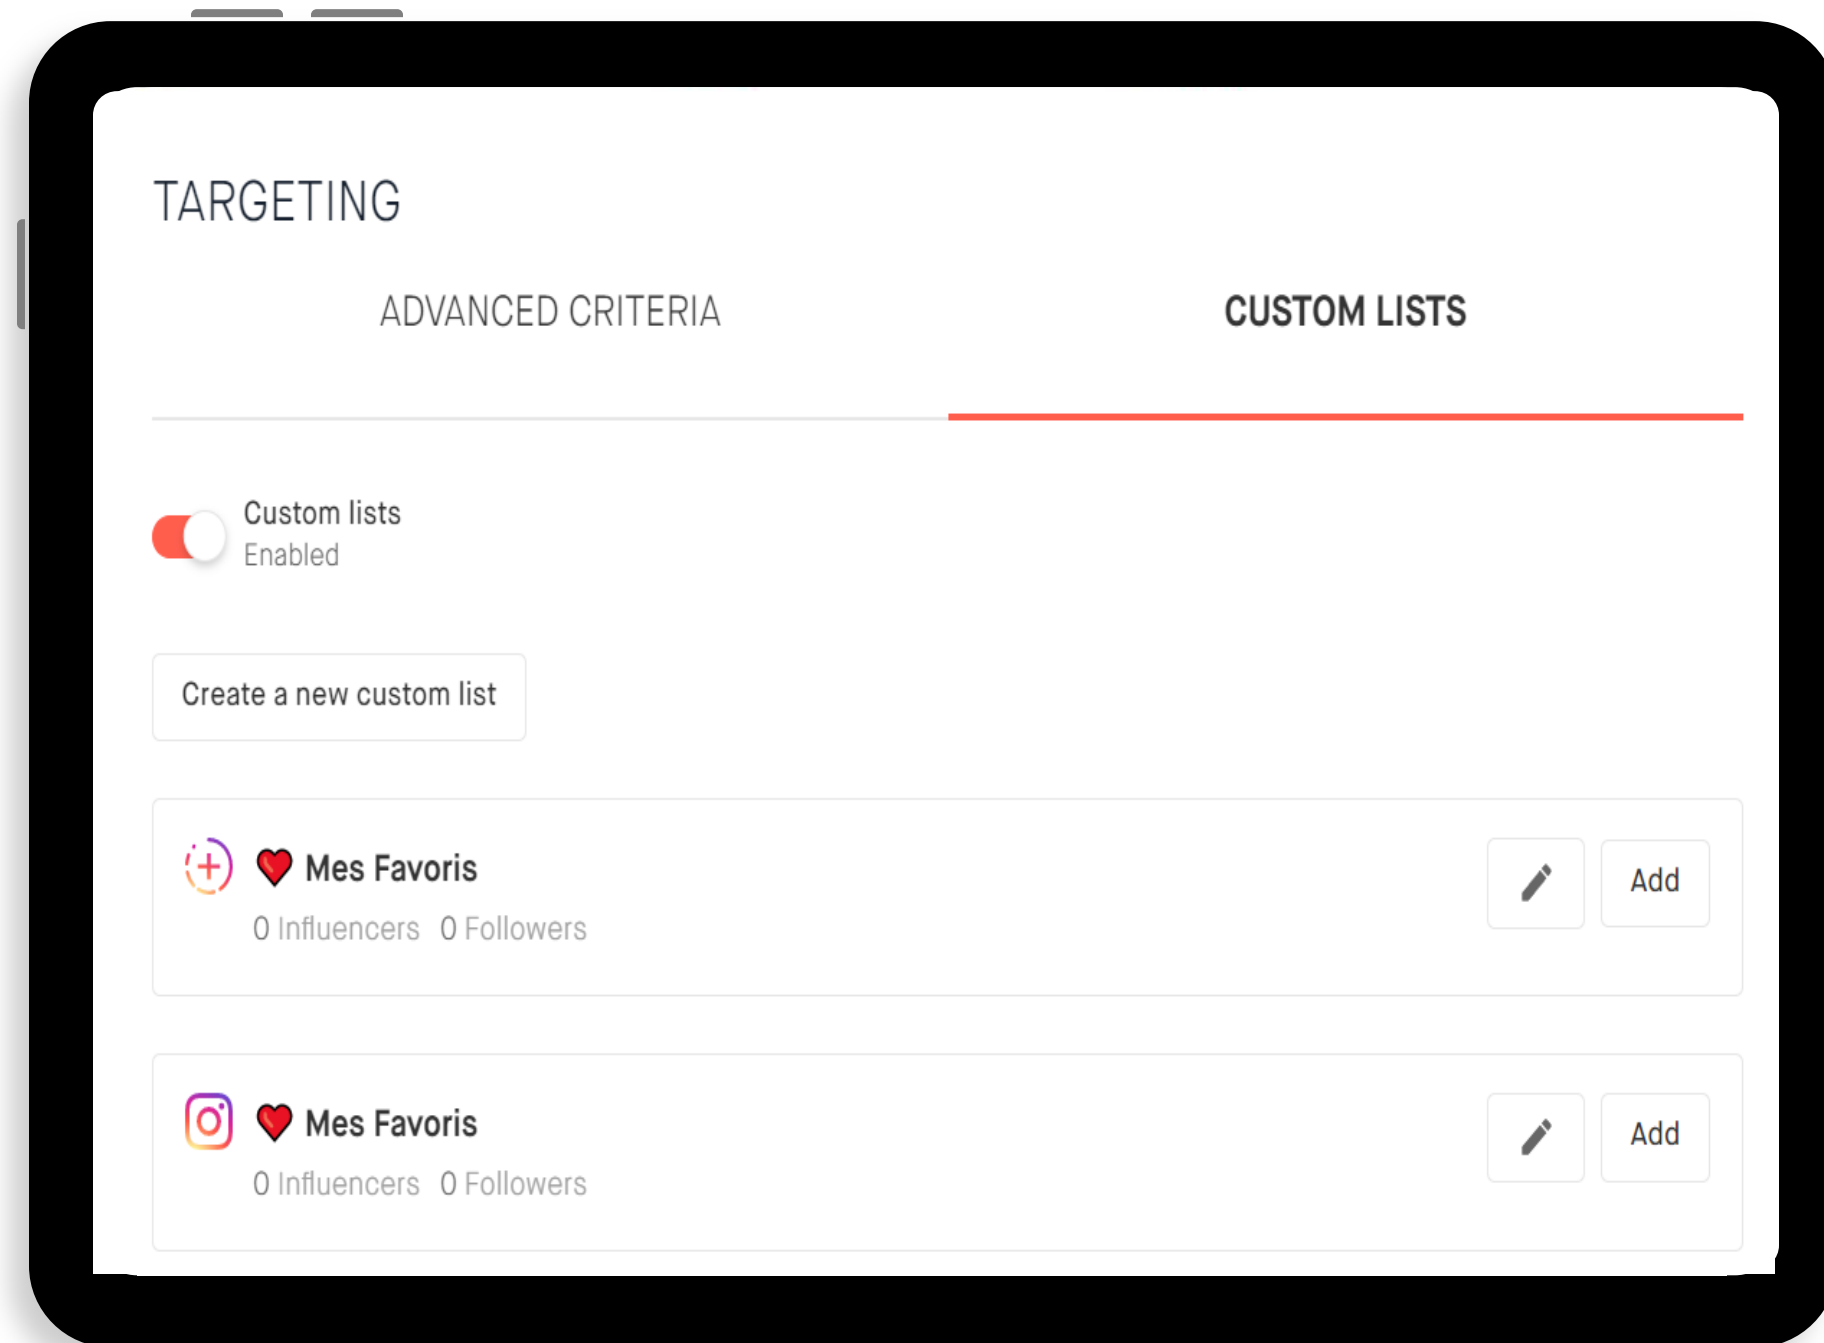 TARGETING
ADVANCED CRITERIA
CUSTOM LISTS
Custom lists
Enabled
Create a new custom list
Mes Favoris
Add
0 Influencers 0 Followers
Mes Favoris
Add
0 Influencers 0 Followers